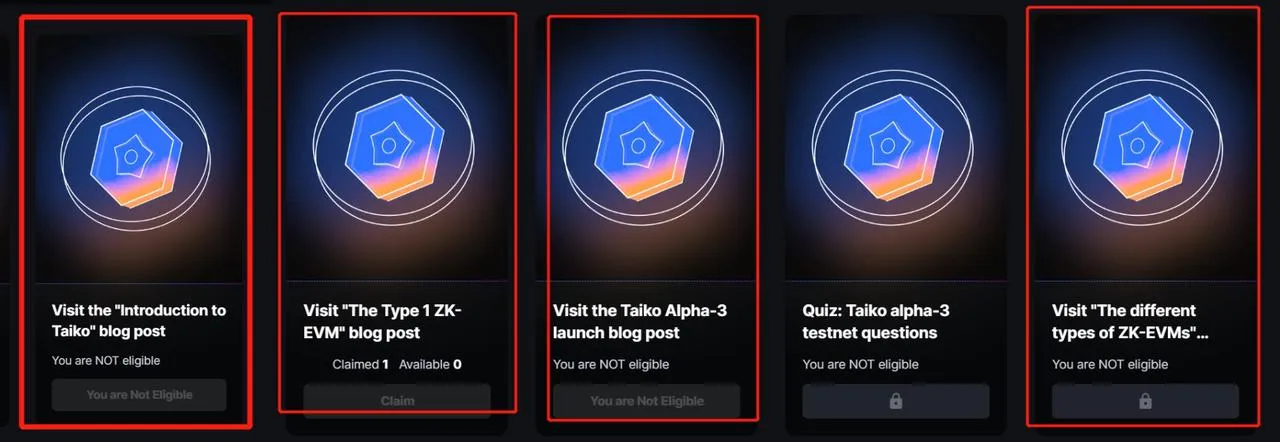 Visit the "Introduction to
Taiko" blog post
You are NOT eligible
You are Not Eligible
Visit "The Type 1 ZK-
EVM" blog post
Claimed 1 Available 0
Claim
Visit the Taiko Alpha-3
launch blog post
You are NOT eligible
You are Not Eligible
Quiz: Taiko alpha-3
testnet questions
You are NOT eligible
Visit "The different
types of ZK-EVMs"...
You are NOT eligible